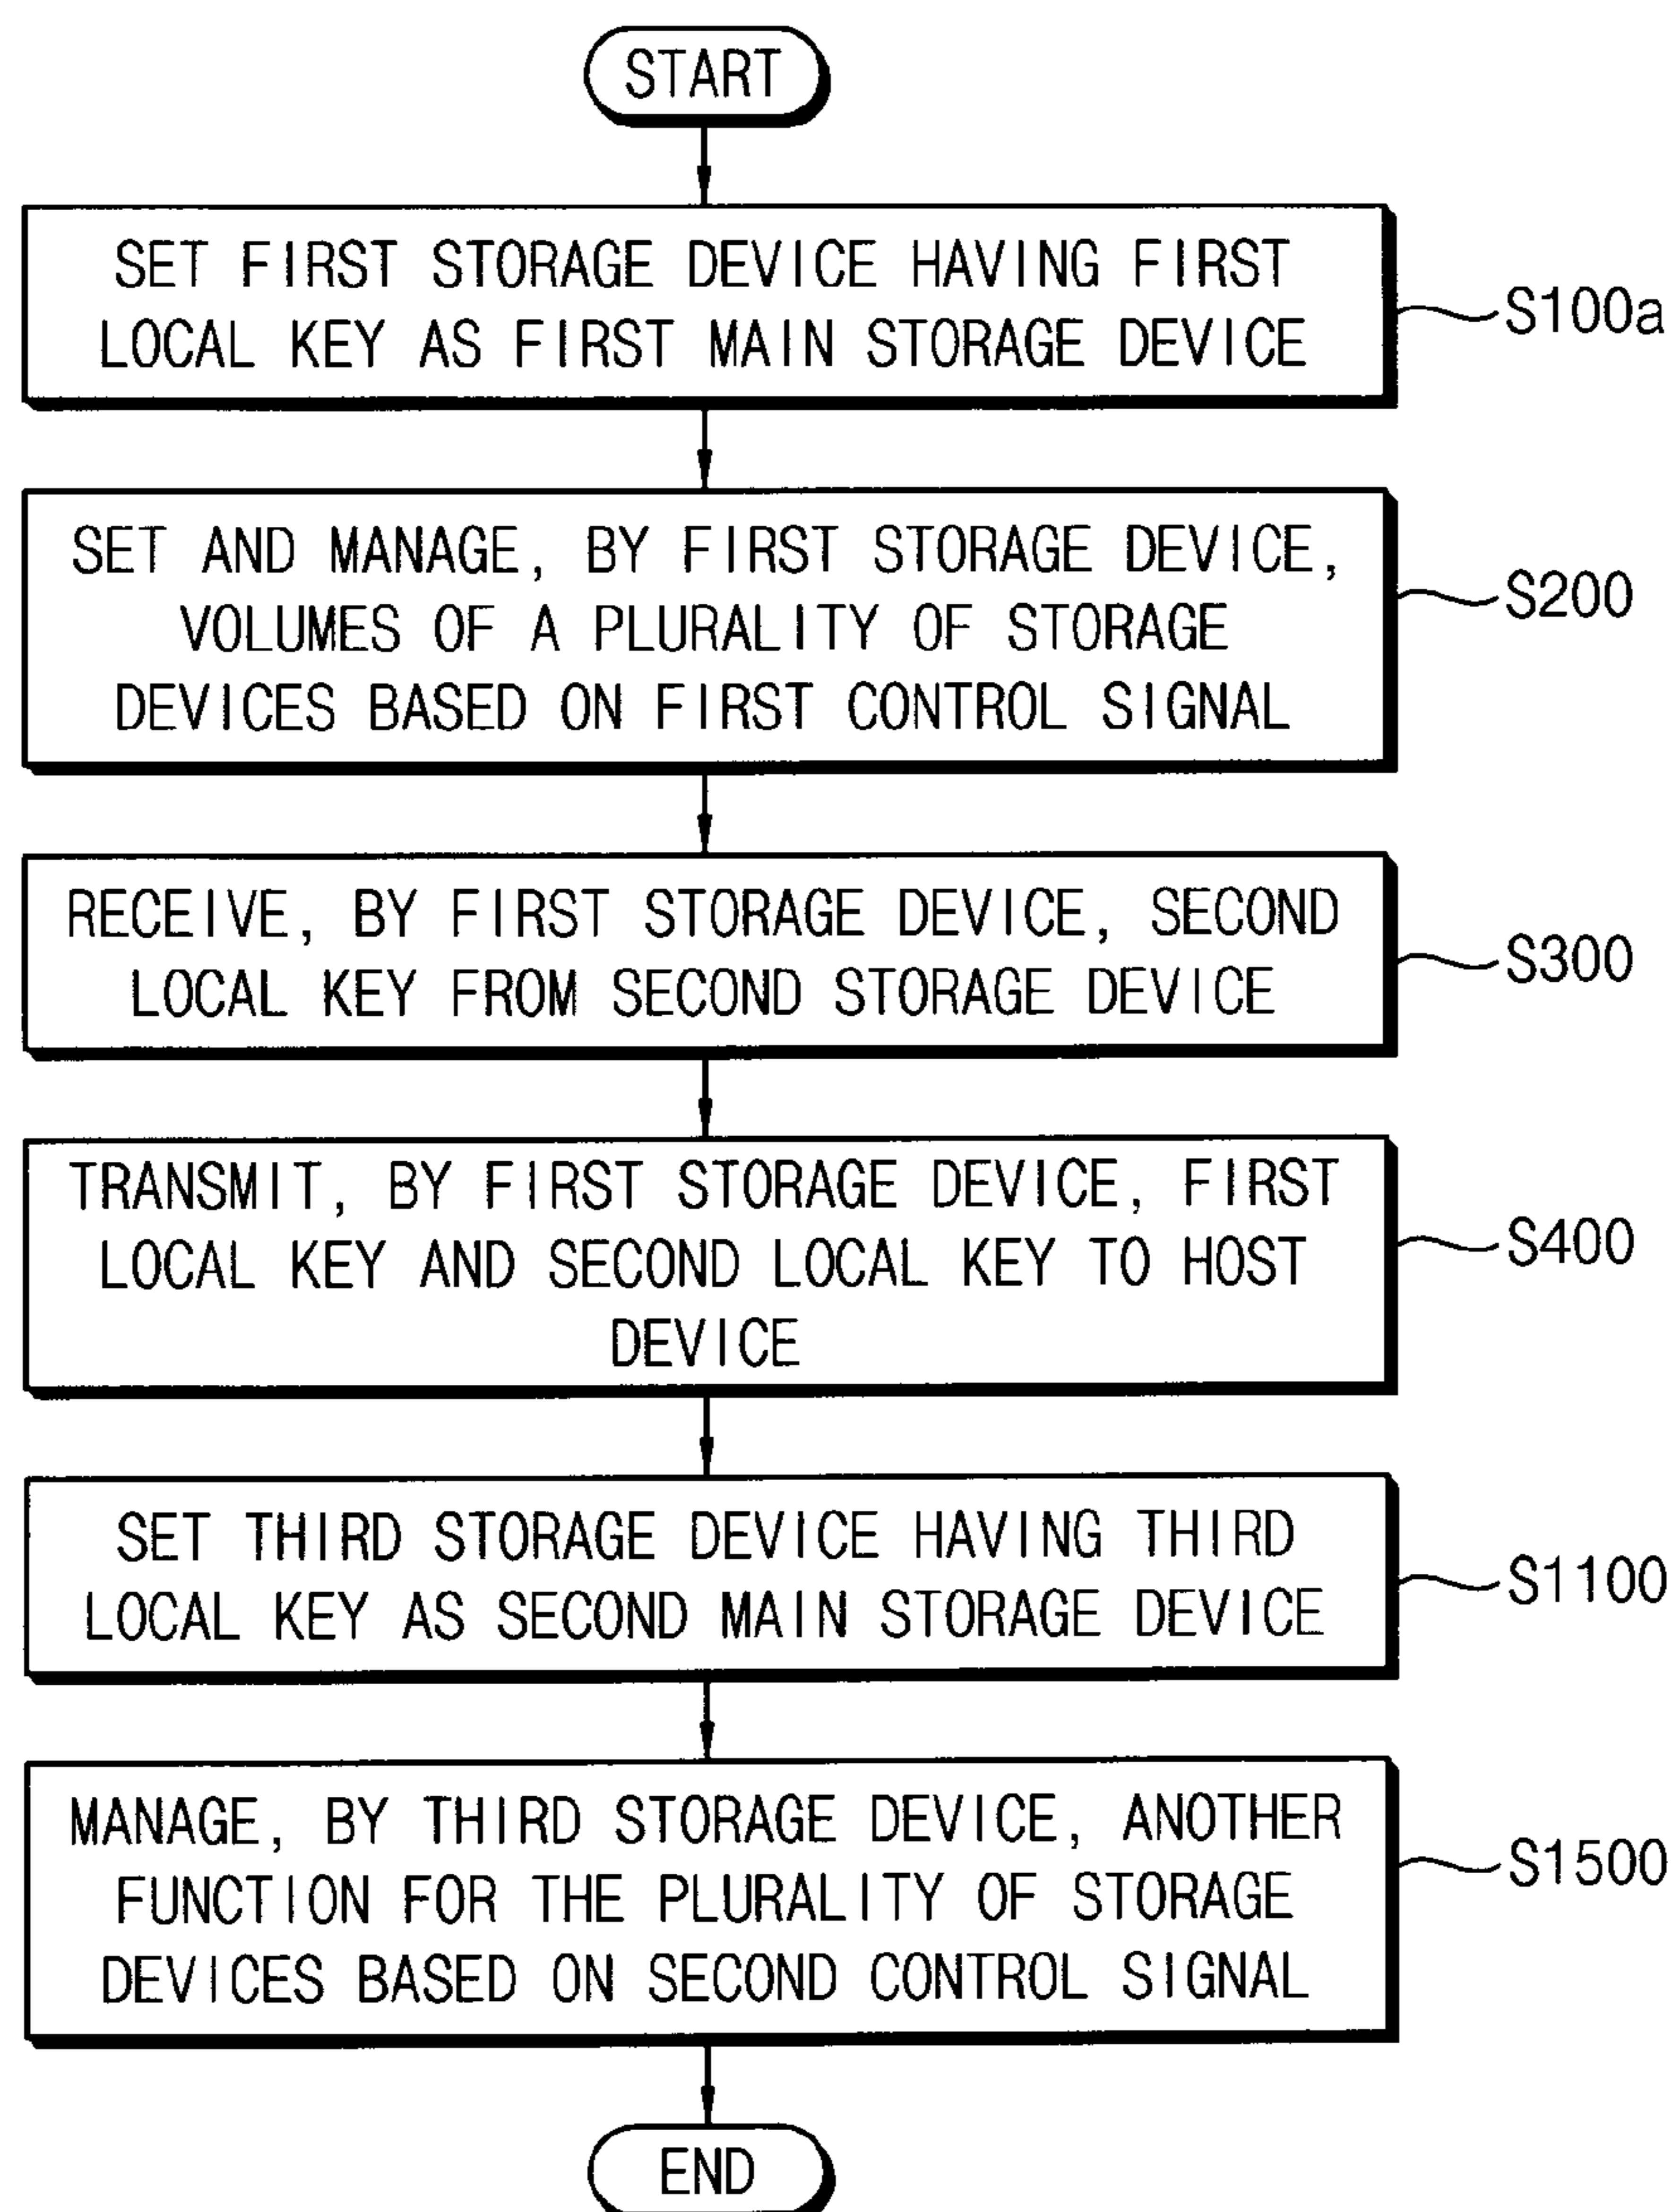 START
SET FIRST STORAGE DEVICE HAVING FIRST
LOCAL KEY AS FIRST MAIN STORAGE DEVICE
S100a
SET AND MANAGE, BY FIRST STORAGE DEVICE,
VOLUMES OF A PLURALITY OF STORAGE
DEVICES BASED ON FIRST CONTROL SIGNAL
S200
RECEIVE, BY FIRST STORAGE DEVICE, SECOND
LOCAL KEY FROM SECOND STORAGE DEVICE
S300
TRANSMIT, BY FIRST STORAGE DEVICE, FIRST
LOCAL KEY AND SECOND LOCAL KEY TO HOST
DEVICE
S400
SET THIRD STORAGE DEVICE HAVING THIRD
LOCAL KEY AS SECOND MAIN STORAGE DEVICE
S1100
MANAGE, BY THIRD STORAGE DEVICE, ANOTHER
FUNCTION FOR THE PLURALITY OF STORAGE
DEVICES BASED ON SECOND CONTROL SIGNAL
S1500
END